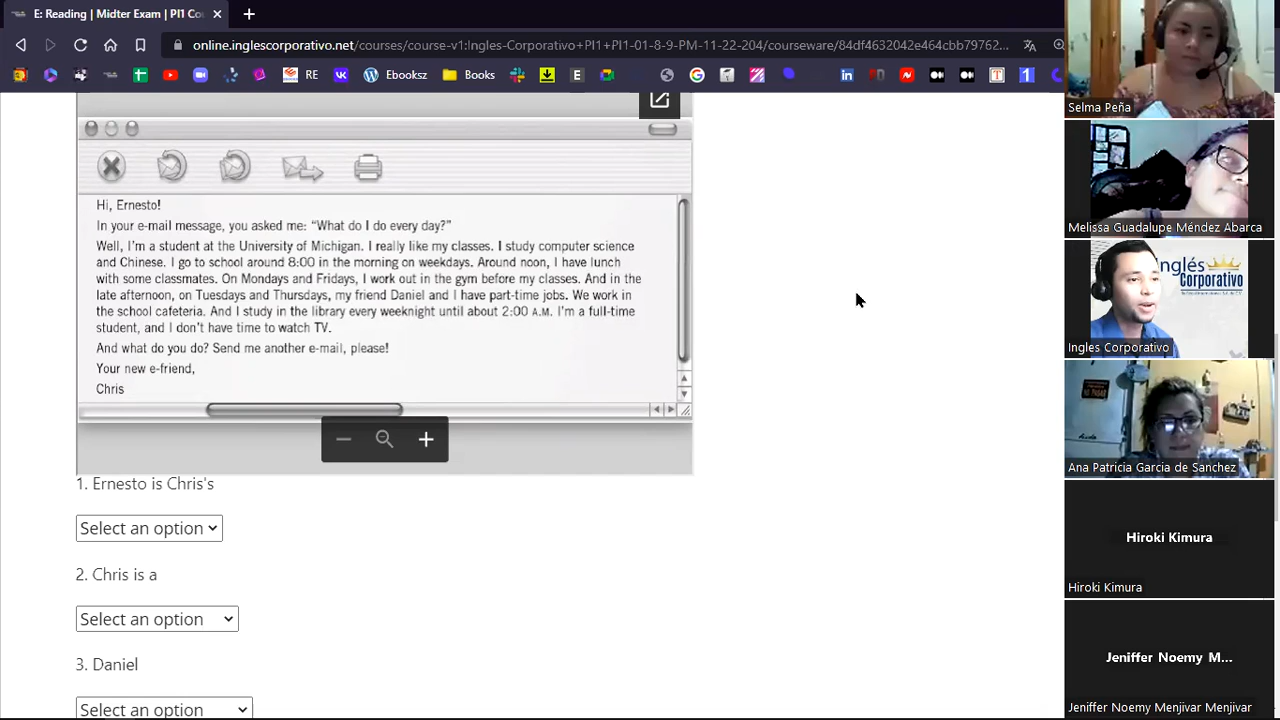 E: Reading | Midter Exam | PI1 Co
online.inglescorporativo.net/courses/course-v1:Ingles-Corporativo+PI1+PI1-01-8-9-PM-11-22-204/courseware/84df4632042e464cbb79762...
RE
Ebooksz
Books
Hi, Ernesto!
In your e-mail message, you asked me: “What do I do every day?”
Well, I'm a student at the University of Michigan. I really like my classes. I study computer science
and Chinese. I go to school around 8:00 in the morning on weekdays. Around noon, I have lunch
with some classmates. On Mondays and Fridays, I work out in the gym before my classes. And in the
late afternoon, on Tuesdays and Thursdays, my friend Daniel and I have part-time jobs. We work in
the school cafeteria. And I study in the library every weeknight until about 2:00 A.M. I'm a full-time
student, and I don't have time to watch TV.
And what do you do? Send me another e-mail, please!
Your new e-friend,
Chris
1. Ernesto is Chris's
Select an option
2. Chris is a
Select an option
3. Daniel
Select an option
Selma Peña
Melissa Guadalupe Méndez Abarca
Inglés
Corporativo
Ingles Corporativo
Ana Patricia Garcia de Sanchez
Hiroki Kimura
Hiroki Kimura
Jeniffer Noemy M...
Jeniffer Noemy Menjivar Menjivar